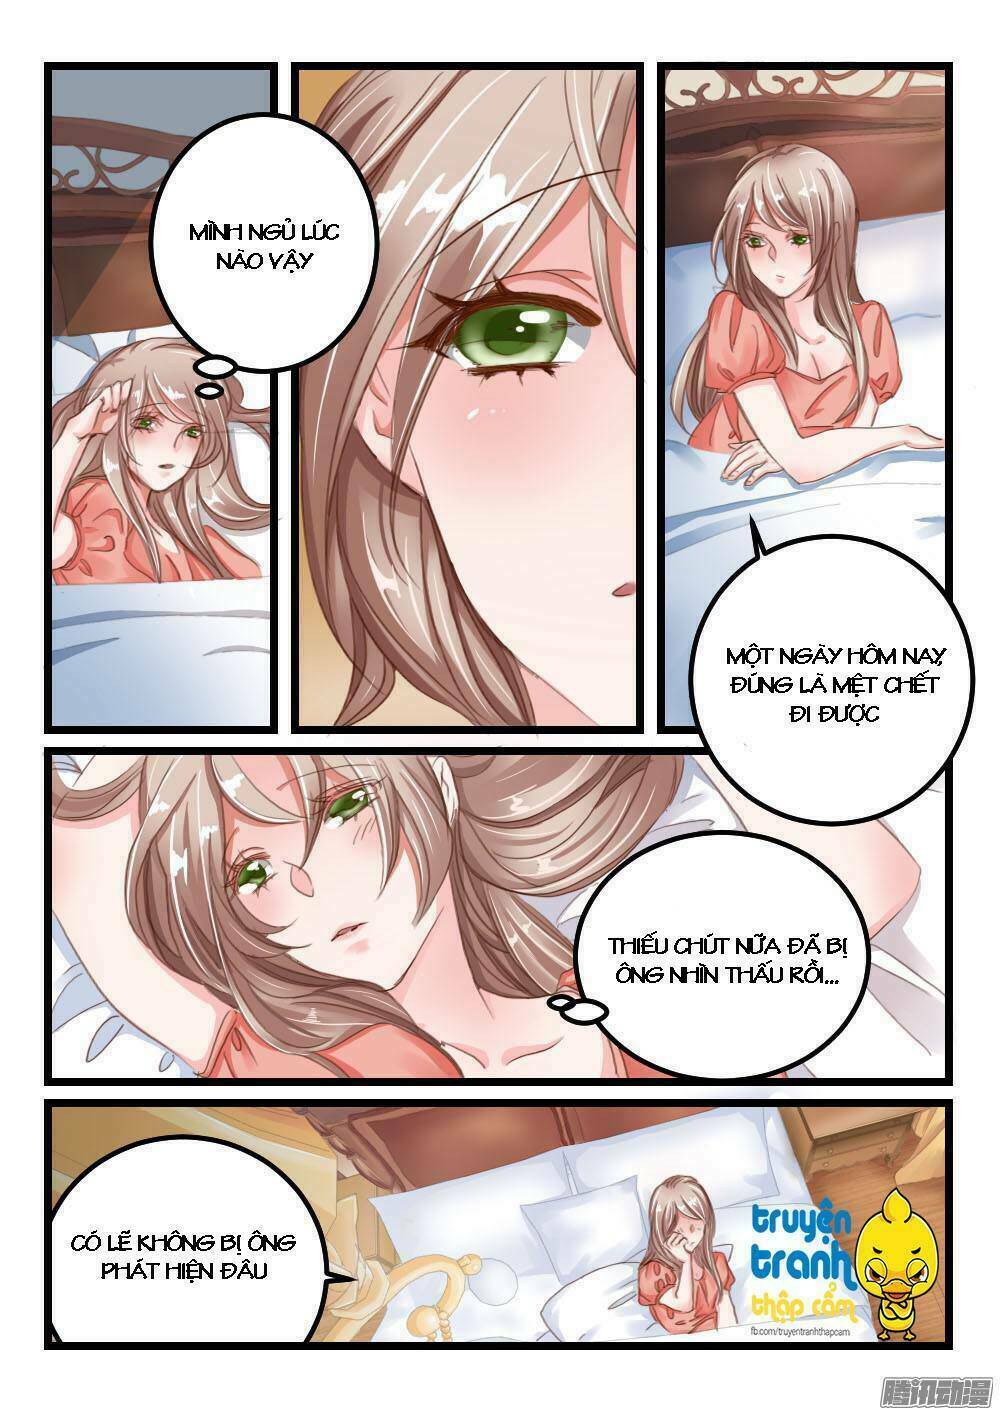 MÌNH NGỦ LÚC
NÀO VẬY
MỘT NGÀY HÔM NAY,
ĐÚNG LÀ MỆT CHẾT
ĐI ĐƯỢC
THIẾU CHÚT NỮA ĐÃ BỊ
ÔNG NHÌN THẤU RỒI...
CÓ LẼ KHÔNG BỊ ÔNG
PHÁT HIỆN ĐÂU
truyện
tranh
thập cẩm
fb.com/truyentranhthapcam
腾讯动漫